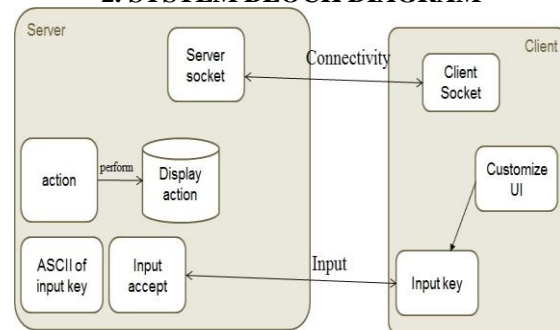 2. SYSTEM BLOCK DIAGRAM
Server
Client
Server
socket
Connectivity
Client
Socket
action
perform
Display
action
Customize
UI
ASCII of
input key
Input
accept
Input
Input key